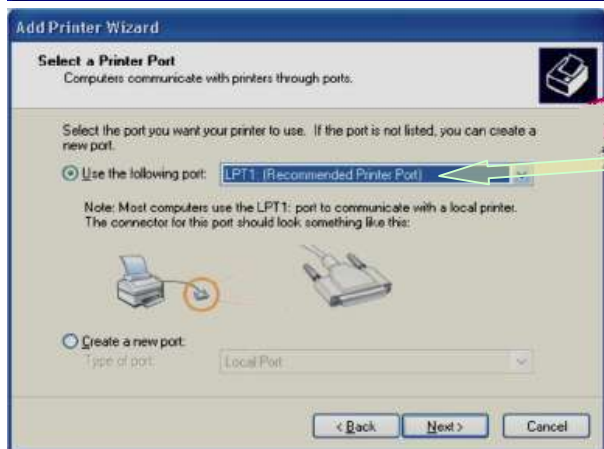 Add Printer Wizard
Select a Printer Port
Computers communicate with printers through ports.
Select the port you want your printer to use. If the port is not listed, you can create a
new port.
Use the following port: LPT1: (Recommended Printer Port)
Note: Most computers use the LPT1: port to communicate with a local printer.
The connector for this port should look something like this:
Create a new port:
Type of port: Local Port
< Back Next > Cancel